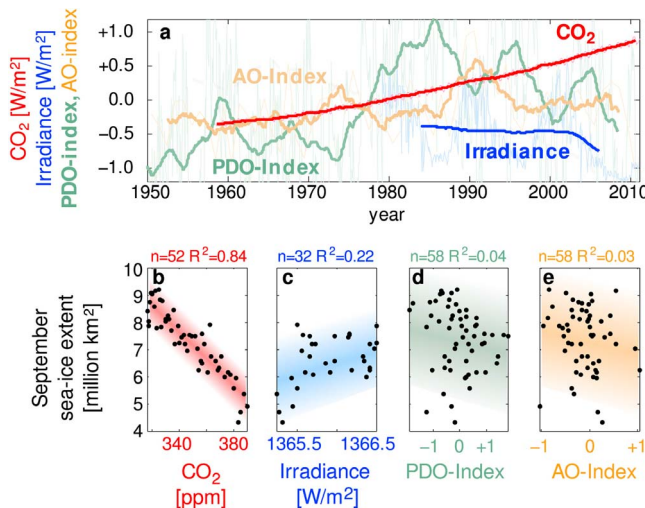 a
CO₂ [W/m²]
Irradiance [W/m²]
PDO-index, AO-index
+1.0
+0.5
0.0
−0.5
−1.0
CO₂
AO-Index
PDO-Index
Irradiance
1950 1960 1970 1980 1990 2000 2010
year
n=52 R²=0.84 n=32 R²=0.22 n=58 R²=0.04 n=58 R²=0.03
b c d e
September
sea-ice extent
[million km²]
10
9
8
7
6
5
4
340 380 1365.5 1366.5 −1 0 +1 −1 0 +1
CO₂ Irradiance PDO-Index AO-Index
[ppm] [W/m²]